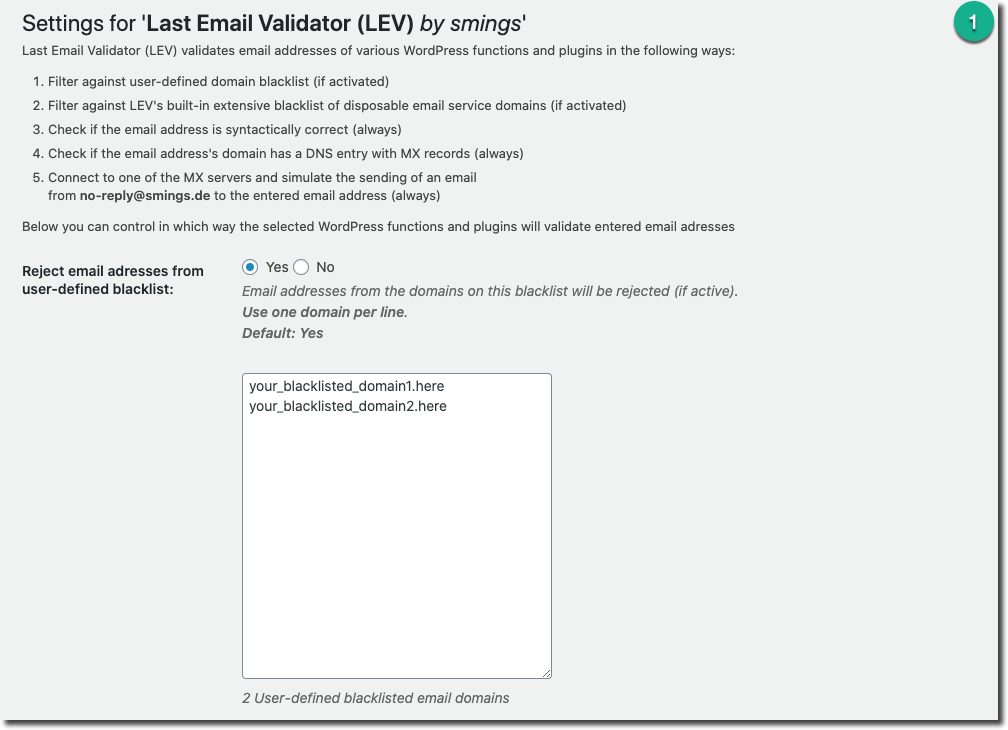 Settings for 'Last Email Validator (LEV) by smings'
1
Last Email Validator (LEV) validates email addresses of various WordPress functions and plugins in the following ways:
1. Filter against user-defined domain blacklist (if activated)
2. Filter against LEV's built-in extensive blacklist of disposable email service domains (if activated)
3. Check if the email address is syntactically correct (always)
4. Check if the email address's domain has a DNS entry with MX records (always)
5. Connect to one of the MX servers and simulate the sending of an email
from no-reply@smings.de to the entered email address (always)
Below you can control in which way the selected WordPress functions and plugins will validate entered email adresses
Reject email adresses from
user-defined blacklist:
Yes No
Email addresses from the domains on this blacklist will be rejected (if active).
Use one domain per line.
Default: Yes
your_blacklisted_domain1.here
your_blacklisted_domain2.here
2 User-defined blacklisted email domains